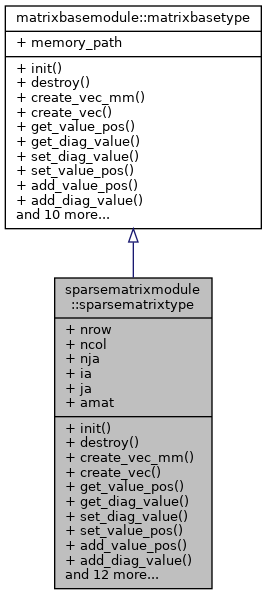 matrixbasemodule::matrixbasetype
+ memory_path
+ init()
+ destroy()
+ create_vec_mm()
+ create_vec()
+ get_value_pos()
+ get_diag_value()
+ set_diag_value()
+ set_value_pos()
+ add_value_pos()
+ add_diag_value()
and 10 more...
sparsematrixmodule
::sparsematrixtype
+ nrow
+ ncol
+ nja
+ ia
+ ja
+ amat
+ init()
+ destroy()
+ create_vec_mm()
+ create_vec()
+ get_value_pos()
+ get_diag_value()
+ set_diag_value()
+ set_value_pos()
+ add_value_pos()
+ add_diag_value()
and 12 more...